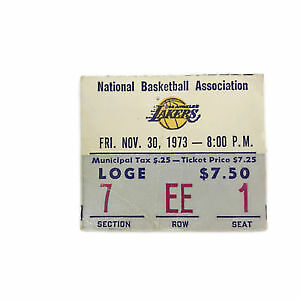 National Basketball Association
LOS ANGELES
LAKERS
FRI. NOV. 30, 1973 — 8:00 P.M.
Municipal Tax $.25 — Ticket Price $7.25
LOGE $7.50
7 EE 1
SECTION ROW SEAT